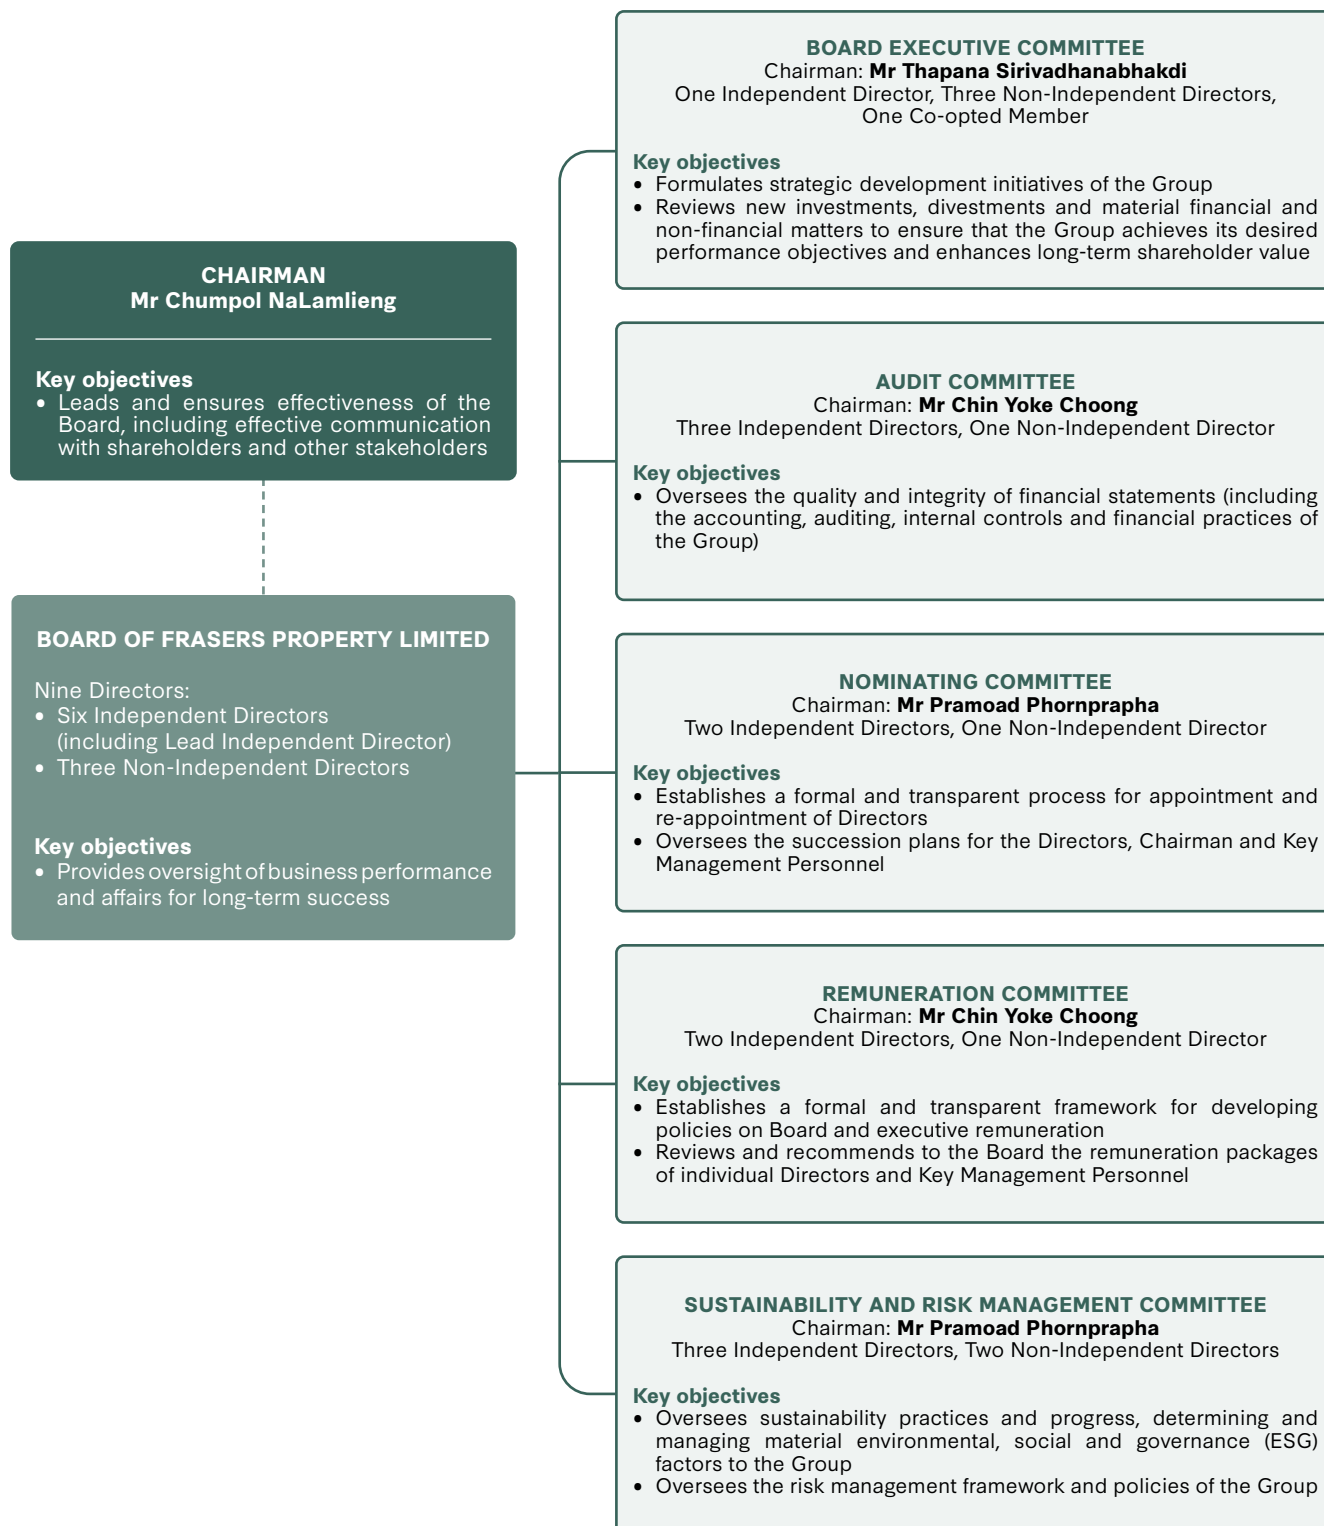 CHAIRMAN
Mr Chumpol NaLamlieng
Key objectives
• Leads and ensures effectiveness of the
Board, including effective communication
with shareholders and other stakeholders
BOARD OF FRASERS PROPERTY LIMITED
Nine Directors:
• Six Independent Directors
(including Lead Independent Director)
• Three Non-Independent Directors
Key objectives
• Provides oversight of business performance
and affairs for long-term success
BOARD EXECUTIVE COMMITTEE
Chairman: Mr Thapana Sirivadhanabhakdi
One Independent Director, Three Non-Independent Directors,
One Co-opted Member
Key objectives
• Formulates strategic development initiatives of the Group
• Reviews new investments, divestments and material financial and
non-financial matters to ensure that the Group achieves its desired
performance objectives and enhances long-term shareholder value
AUDIT COMMITTEE
Chairman: Mr Chin Yoke Choong
Three Independent Directors, One Non-Independent Director
Key objectives
• Oversees the quality and integrity of financial statements (including
the accounting, auditing, internal controls and financial practices of
the Group)
NOMINATING COMMITTEE
Chairman: Mr Pramoad Phornprapha
Two Independent Directors, One Non-Independent Director
Key objectives
• Establishes a formal and transparent process for appointment and
re-appointment of Directors
• Oversees the succession plans for the Directors, Chairman and Key
Management Personnel
REMUNERATION COMMITTEE
Chairman: Mr Chin Yoke Choong
Two Independent Directors, One Non-Independent Director
Key objectives
• Establishes a formal and transparent framework for developing
policies on Board and executive remuneration
• Reviews and recommends to the Board the remuneration packages
of individual Directors and Key Management Personnel
SUSTAINABILITY AND RISK MANAGEMENT COMMITTEE
Chairman: Mr Pramoad Phornprapha
Three Independent Directors, Two Non-Independent Directors
Key objectives
• Oversees sustainability practices and progress, determining and
managing material environmental, social and governance (ESG)
factors to the Group
• Oversees the risk management framework and policies of the Group